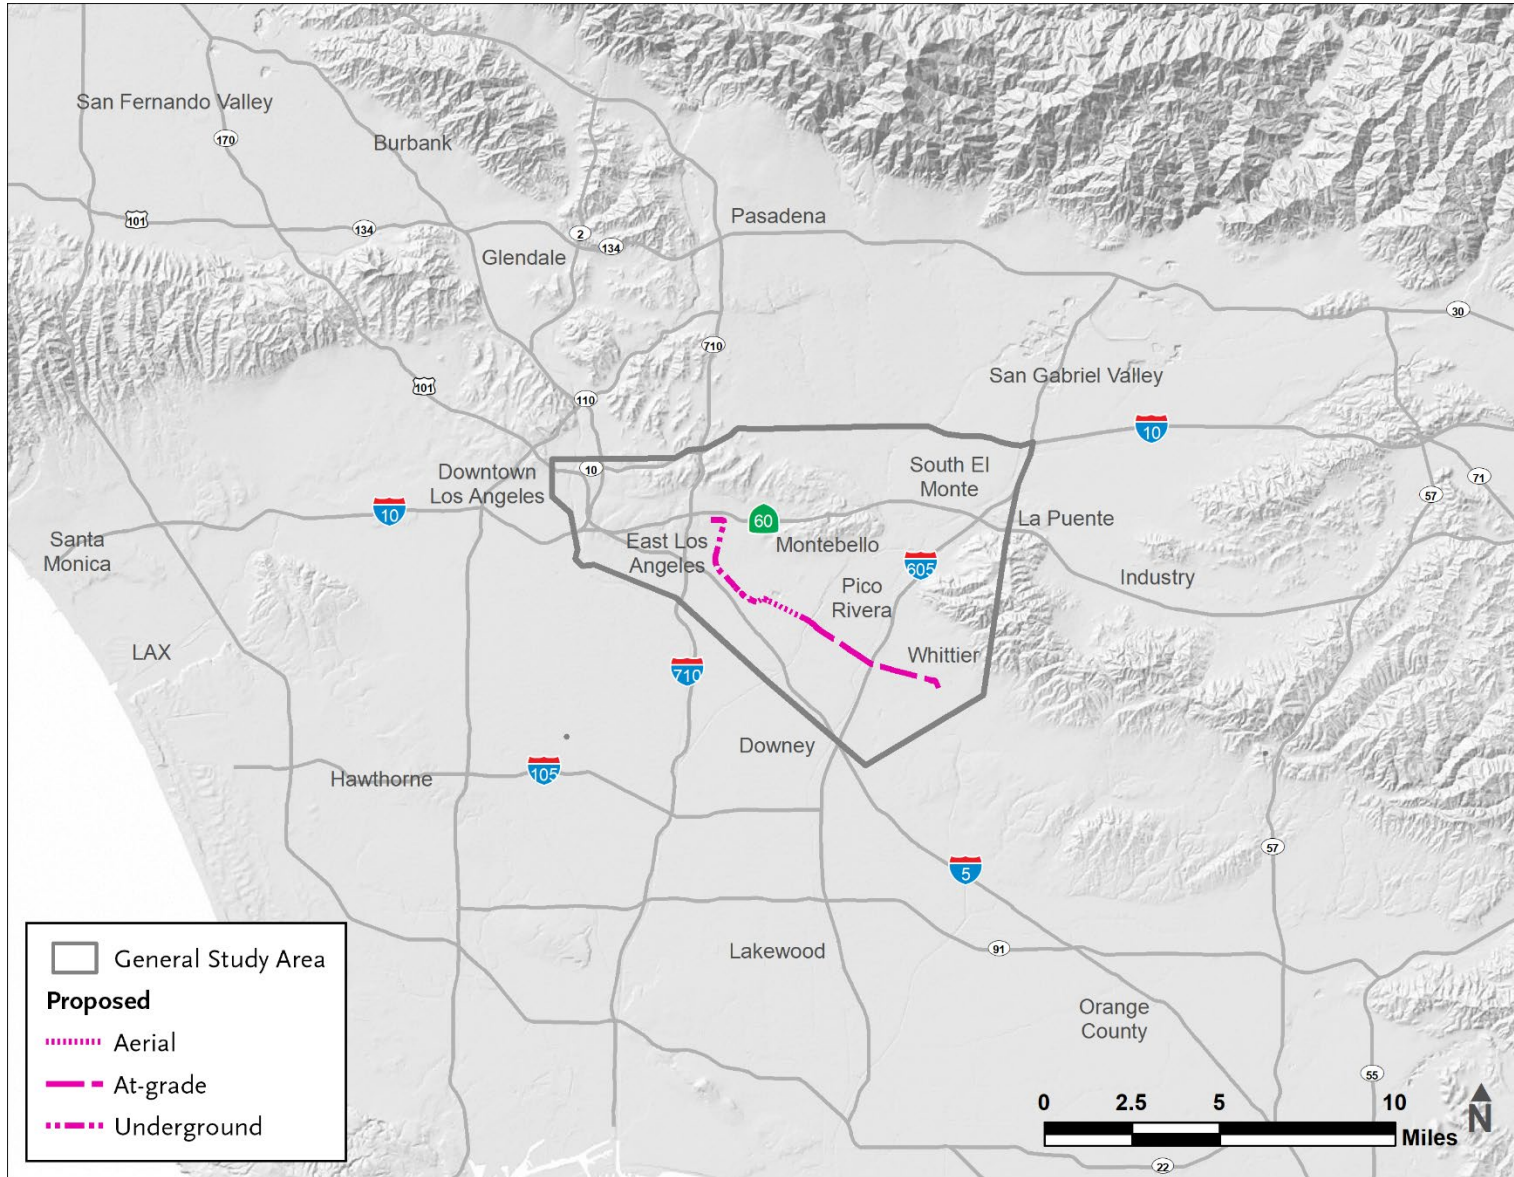 San Fernando Valley
170
Burbank
101
134
2
134
Pasadena
Glendale
30
710
101
110
San Gabriel Valley
10
Downtown
Los Angeles
10
South El
Monte
71
57
10
60
La Puente
Santa
Monica
East Los
Angeles
Montebello
605
Industry
Pico
Rivera
LAX
Whittier
710
Downey
105
Hawthorne
57
5
Lakewood
91
Orange
County
55
22
General Study Area
Proposed
Aerial
At-grade
Underground
0 2.5 5 10
Miles
N